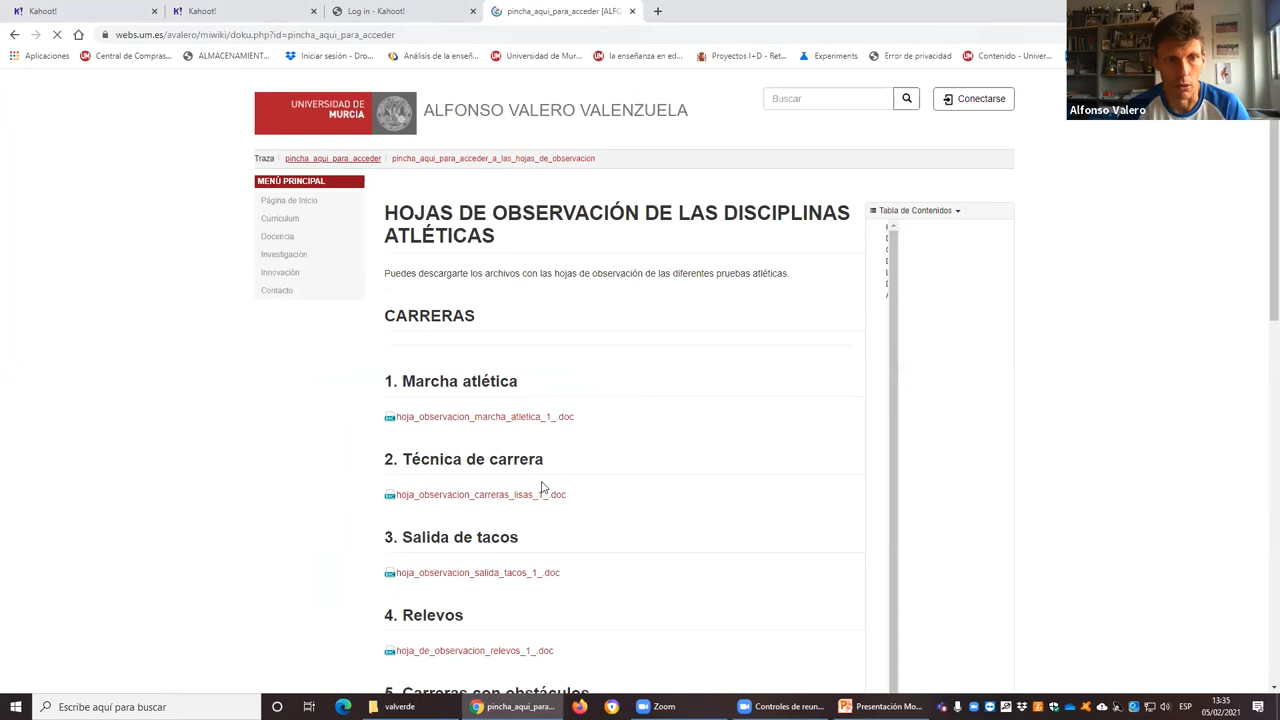 Kahoot!
Kahoot!
Log in - Kahoot!
pincha_aqui_para_acceder [ALFO
webs.um.es/avalero/miwiki/doku.php?id=pincha_aqui_para_acceder
Aplicaciones
Central de Compras...
ALMACENAMIENT...
Iniciar sesión - Dro...
Análisis de la enseñ...
Universidad de Mur...
la enseñanza en ed...
Proyectos I+D - Ret...
Experiments
Error de privacidad
Contenido - Univer...
Alfonso Valero
UNIVERSIDAD DE
MURCIA
ALFONSO VALERO VALENZUELA
Buscar
Conectarse
Traza
pincha_aqui_para_acceder / pincha_aqui_para_acceder_a_las_hojas_de_observacion
MENÚ PRINCIPAL
Página de Inicio
Curriculum
Docencia
Investigación
Innovación
Contacto
HOJAS DE OBSERVACIÓN DE LAS DISCIPLINAS
ATLÉTICAS
Tabla de Contenidos
Puedes descargarte los archivos con las hojas de observación de las diferentes pruebas atléticas.
CARRERAS
1. Marcha atlética
hoja_observacion_marcha_atletica_1_.doc
2. Técnica de carrera
hoja_observacion_carreras_lisas_1_.doc
3. Salida de tacos
hoja_observacion_salida_tacos_1_.doc
4. Relevos
hoja_de_observacion_relevos_1_.doc
5. Carreras con obstáculos
Escribe aquí para buscar
valverde
pincha_aqui_para...
Zoom
Controles de reun...
Presentación Mo...
ESP
13:35
05/02/2021